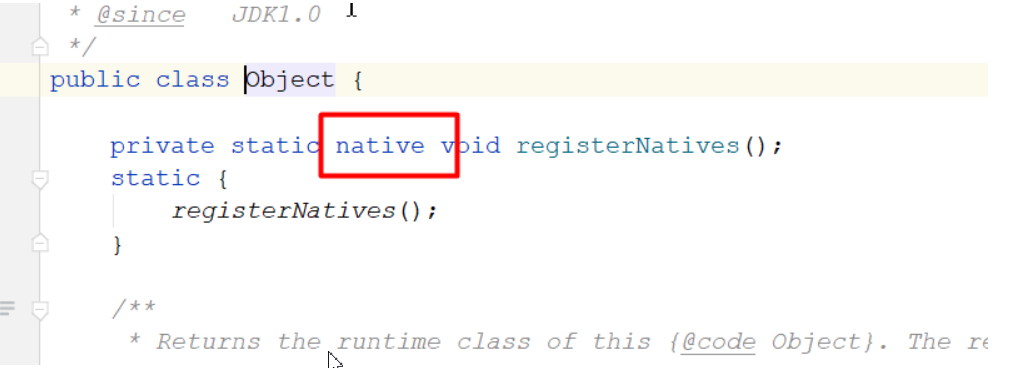 * @since JDK1.0
*/
public class Object {
private static native void registerNatives();
static {
registerNatives();
}
/**
* Returns the runtime class of this {@code Object}. The re